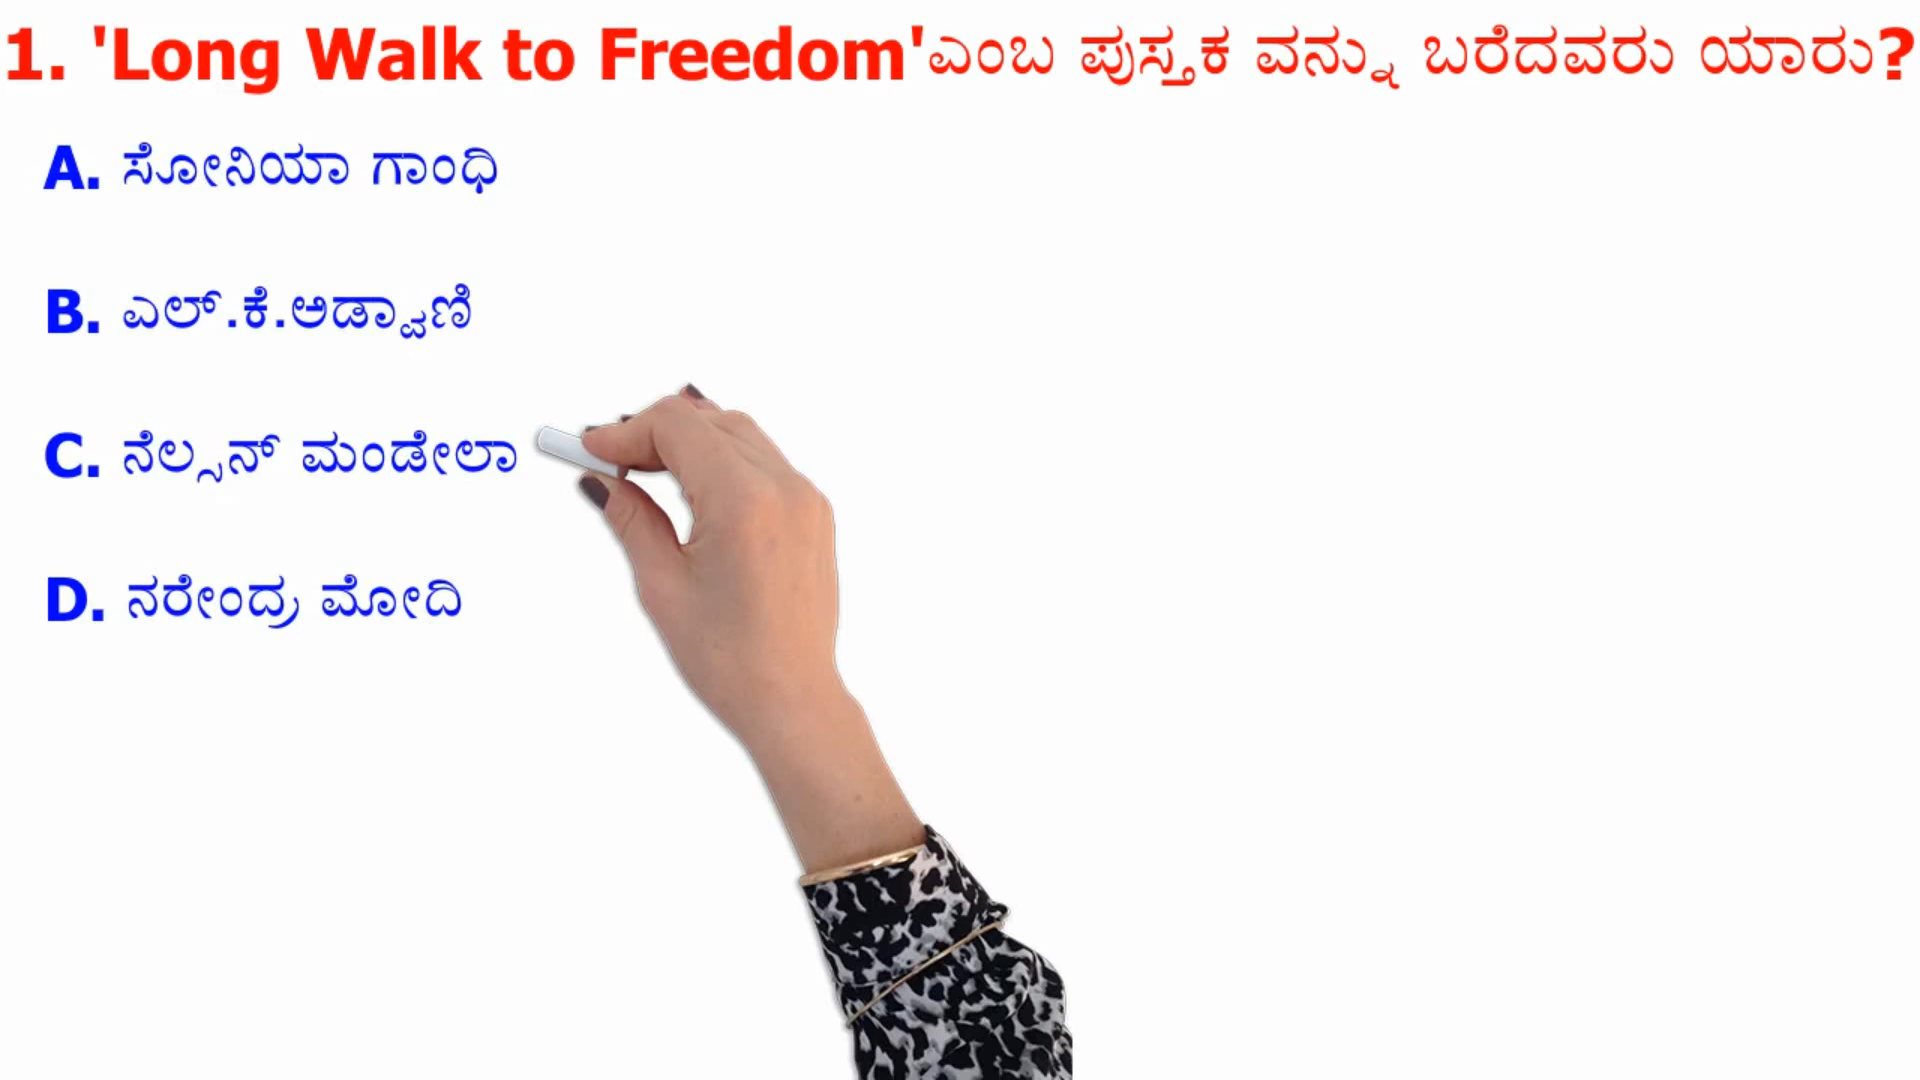 1. 'Long Walk to Freedom'ಎಂಬ ಪುಸ್ತಕ ವನ್ನು ಬರೆದವರು ಯಾರು?
A. ಸೋನಿಯಾ ಗಾಂಧಿ
B. ಎಲ್.ಕೆ.ಅಡ್ವಾಣಿ
C. ನೆಲ್ಸನ್ ಮಂಡೇಲಾ
D. ನರೇಂದ್ರ ಮೋದಿ